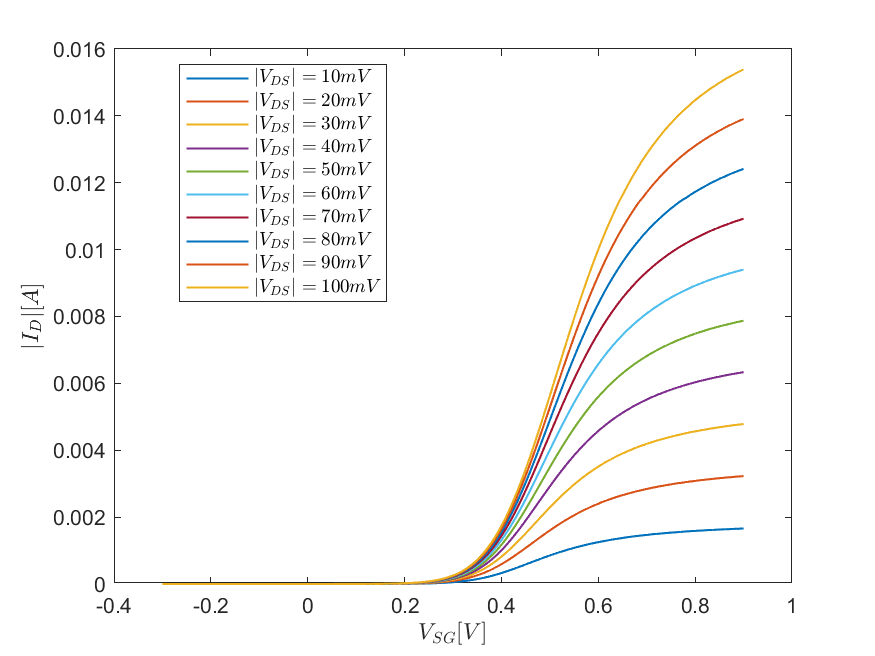 0.016
0.014
0.012
0.01
0.008
0.006
0.004
0.002
0
|I_D|[A]
|V_DS| = 10mV
|V_DS| = 20mV
|V_DS| = 30mV
|V_DS| = 40mV
|V_DS| = 50mV
|V_DS| = 60mV
|V_DS| = 70mV
|V_DS| = 80mV
|V_DS| = 90mV
|V_DS| = 100mV
-0.4 -0.2 0 0.2 0.4 0.6 0.8 1
V_SG[V]